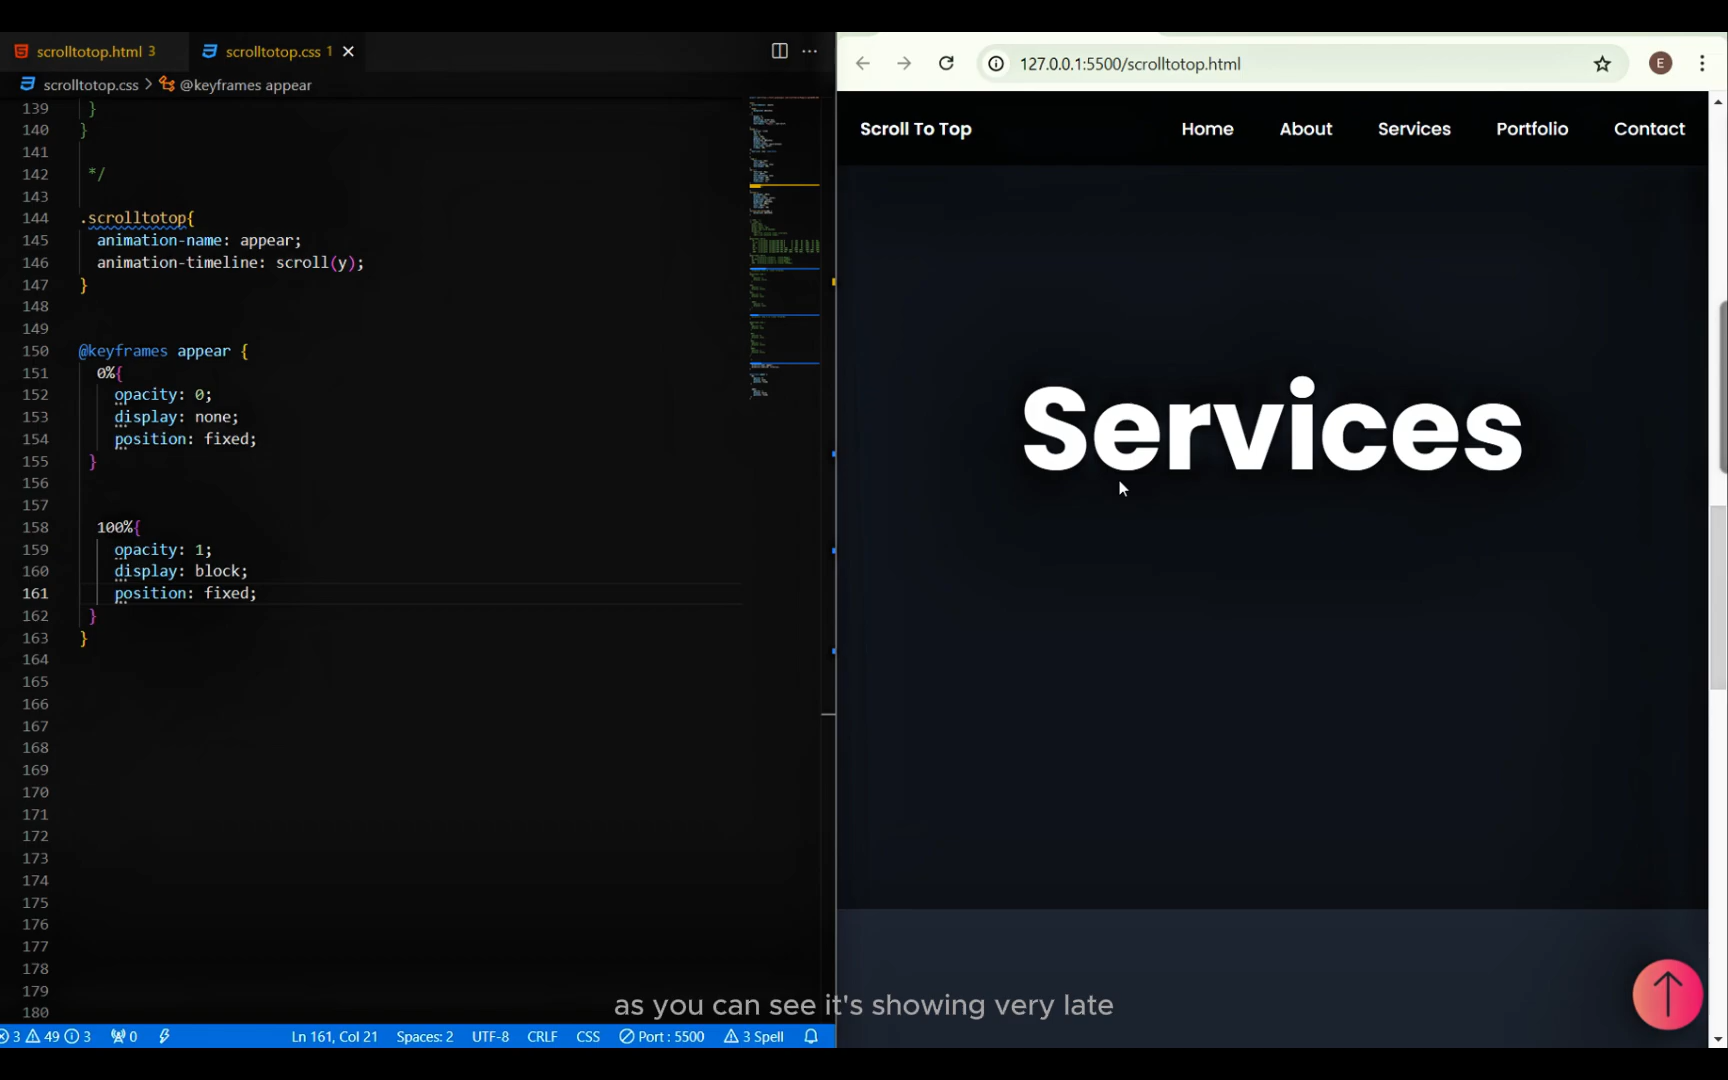 scrolltotop.html 3
scrolltotop.css 1
scrolltotop.css > @keyframes appear
139 }
140 }
141
142 */
143
144 .scrolltotop{
145 animation-name: appear;
146 animation-timeline: scroll(y);
147 }
148
149
150 @keyframes appear {
151 0%{
152 opacity: 0;
153 display: none;
154 position: fixed;
155 }
156
157
158 100%{
159 opacity: 1;
160 display: block;
161 position: fixed;
162 }
163 }
164
165
166
167
168
169
170
171
172
173
174
175
176
177
178
179
180
3 49 3 0 Ln 161, Col 21 Spaces: 2 UTF-8 CRLF CSS Port : 5500 3 Spell
127.0.0.1:5500/scrolltotop.html
E
Scroll To Top Home About Services Portfolio Contact
Services
as you can see it's showing very late